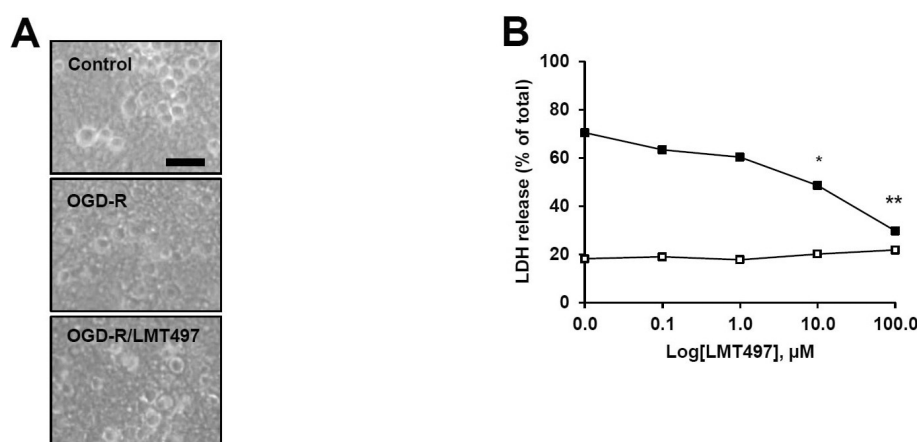 A
Control
OGD-R
OGD-R/LMT497
B
LDH release (% of total)
100
80
60
40
20
0
*
**
0.0 0.1 1.0 10.0 100.0
Log[LMT497], µM